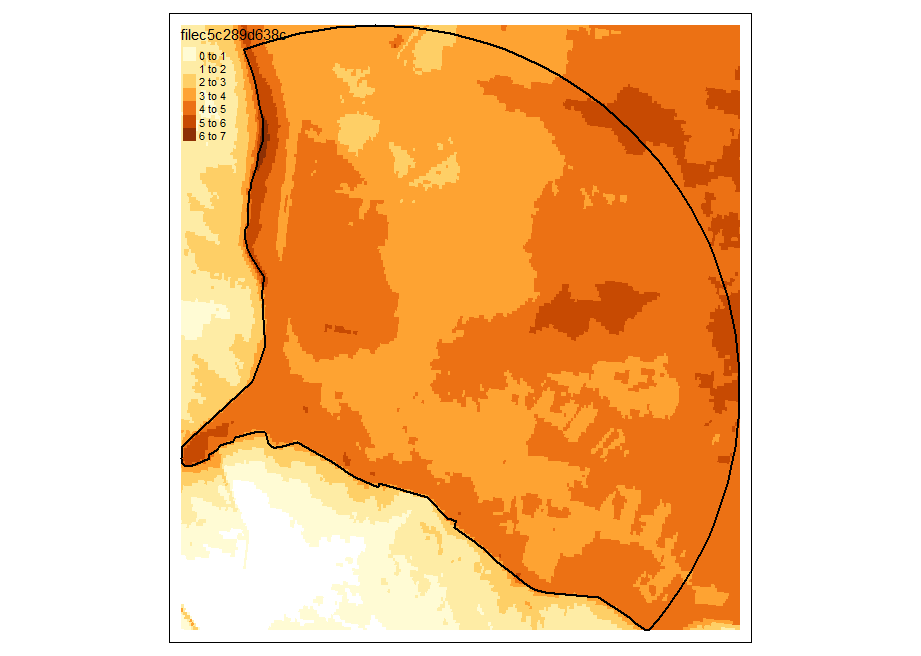 filec5c289d638c
0 to 1
1 to 2
2 to 3
3 to 4
4 to 5
5 to 6
6 to 7